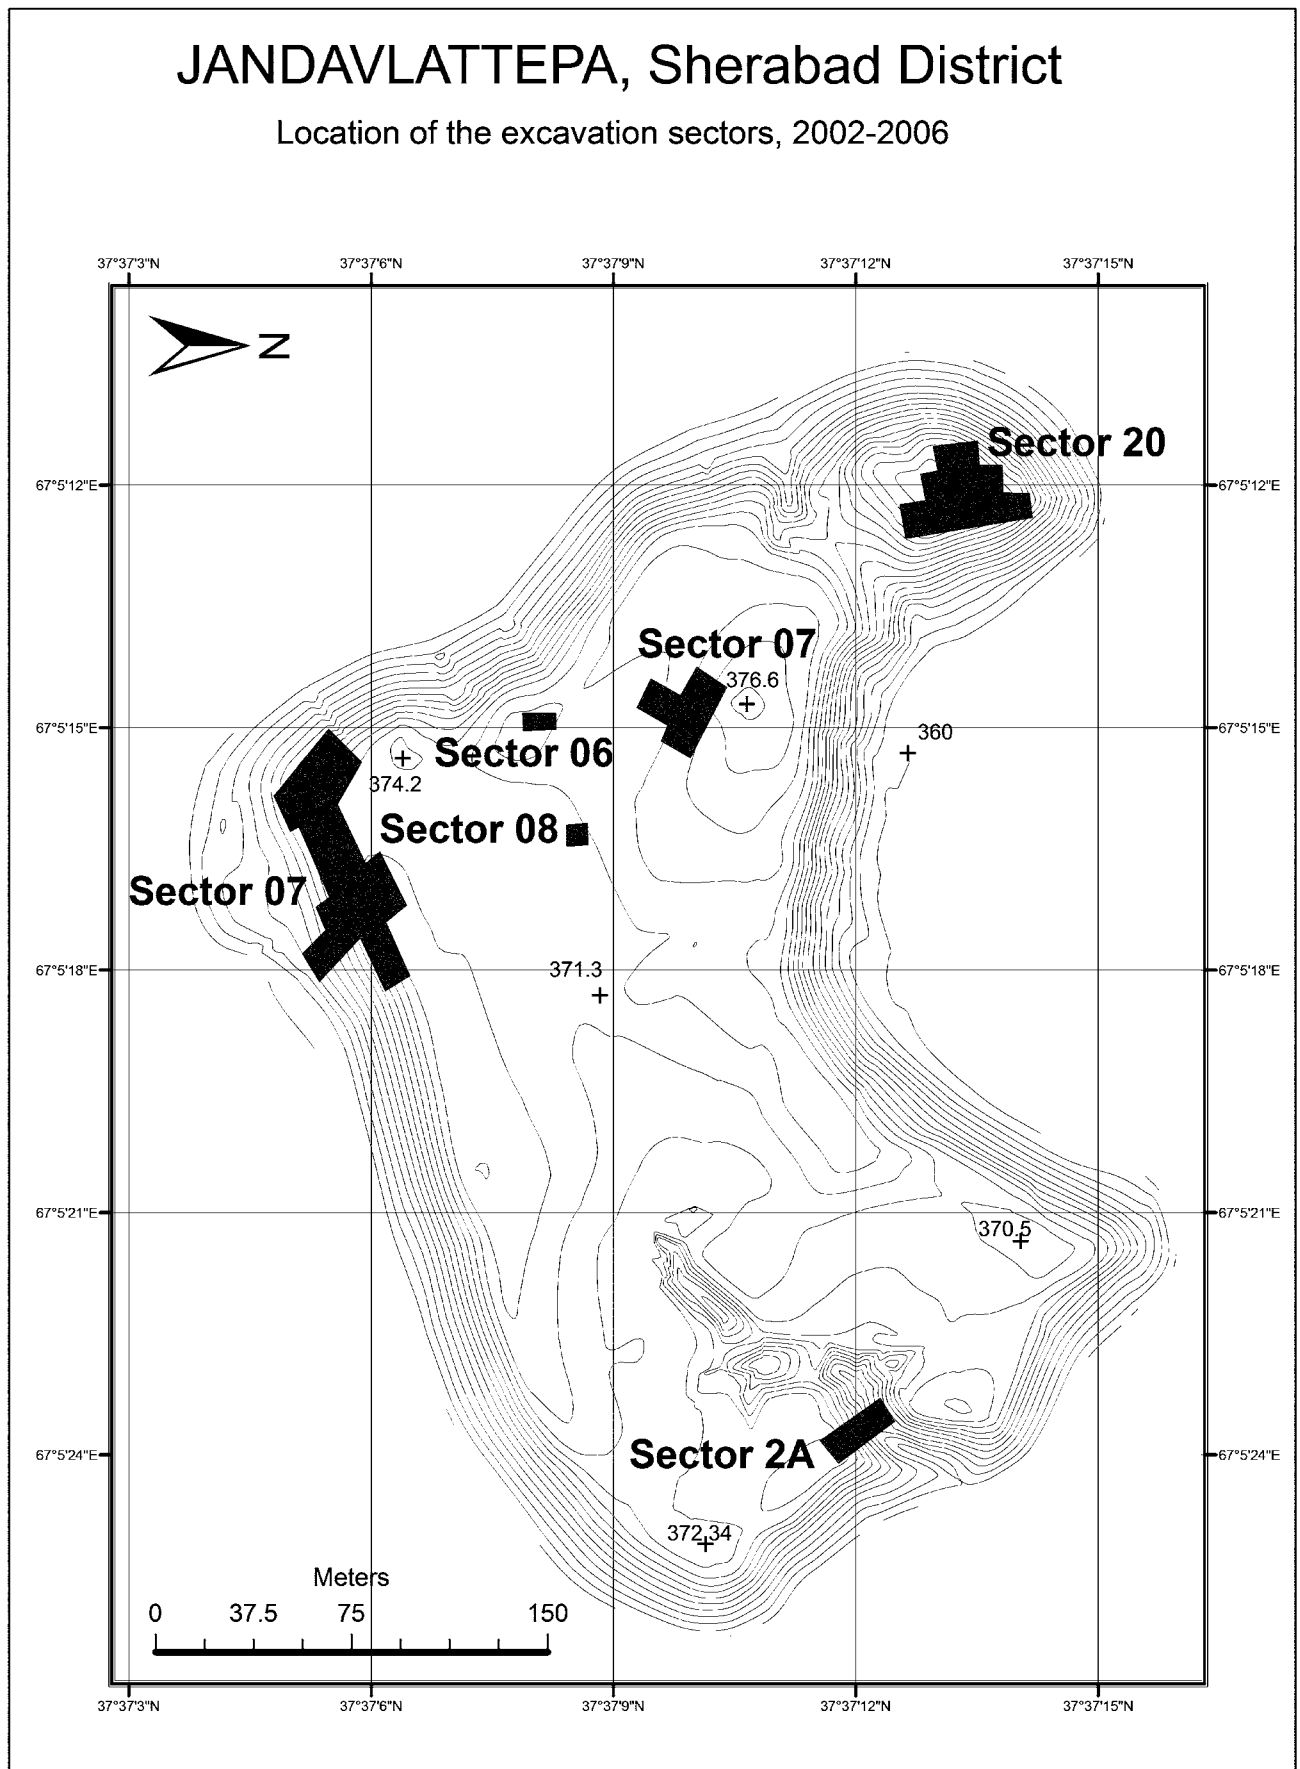 JANDAVLATTEPA, Sherabad District
Location of the excavation sectors, 2002-2006
37°37'3"N 37°37'6"N 37°37'9"N 37°37'12"N 37°37'15"N
N
Sector 20
67°5'12"E 67°5'12"E
Sector 07
376.6
67°5'15"E 67°5'15"E
360
Sector 06
374.2
Sector 08
Sector 07
67°5'18"E 371.3 67°5'18"E
67°5'21"E 67°5'21"E
370.5
67°5'24"E Sector 2A 67°5'24"E
372.34
Meters
0 37.5 75 150
37°37'3"N 37°37'6"N 37°37'9"N 37°37'12"N 37°37'15"N